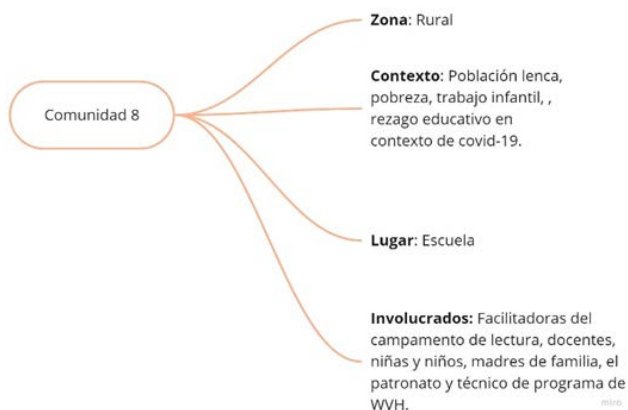 Comunidad 8
Zona: Rural
Contexto: Población lenca,
pobreza, trabajo infantil, ,
rezago educativo en
contexto de covid-19.
Lugar: Escuela
Involucrados: Facilitadoras del
campamento de lectura, docentes,
niñas y niños, madres de familia, el
patronato y técnico de programa de
WVH.
miro